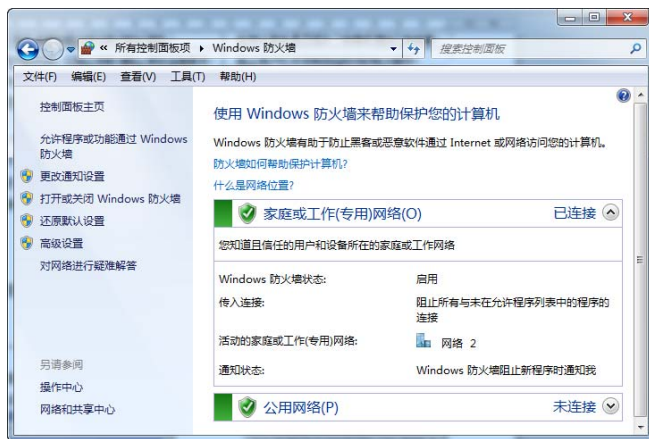 « 所有控制面板项 ▸ Windows 防火墙
搜索控制面板
文件(F) 编辑(E) 查看(V) 工具(T) 帮助(H)
控制面板主页
允许程序或功能通过 Windows
防火墙
更改通知设置
打开或关闭 Windows 防火墙
还原默认设置
高级设置
对网络进行疑难解答
另请参阅
操作中心
网络和共享中心
使用 Windows 防火墙来帮助保护您的计算机
Windows 防火墙有助于防止黑客或恶意软件通过 Internet 或网络访问您的计算机。
防火墙如何帮助保护计算机?
什么是网络位置?
家庭或工作(专用)网络(O) 已连接
您知道且信任的用户和设备所在的家庭或工作网络
Windows 防火墙状态: 启用
传入连接: 阻止所有与未在允许程序列表中的程序的
连接
活动的家庭或工作(专用)网络: 网络 2
通知状态: Windows 防火墙阻止新程序时通知我
公用网络(P) 未连接